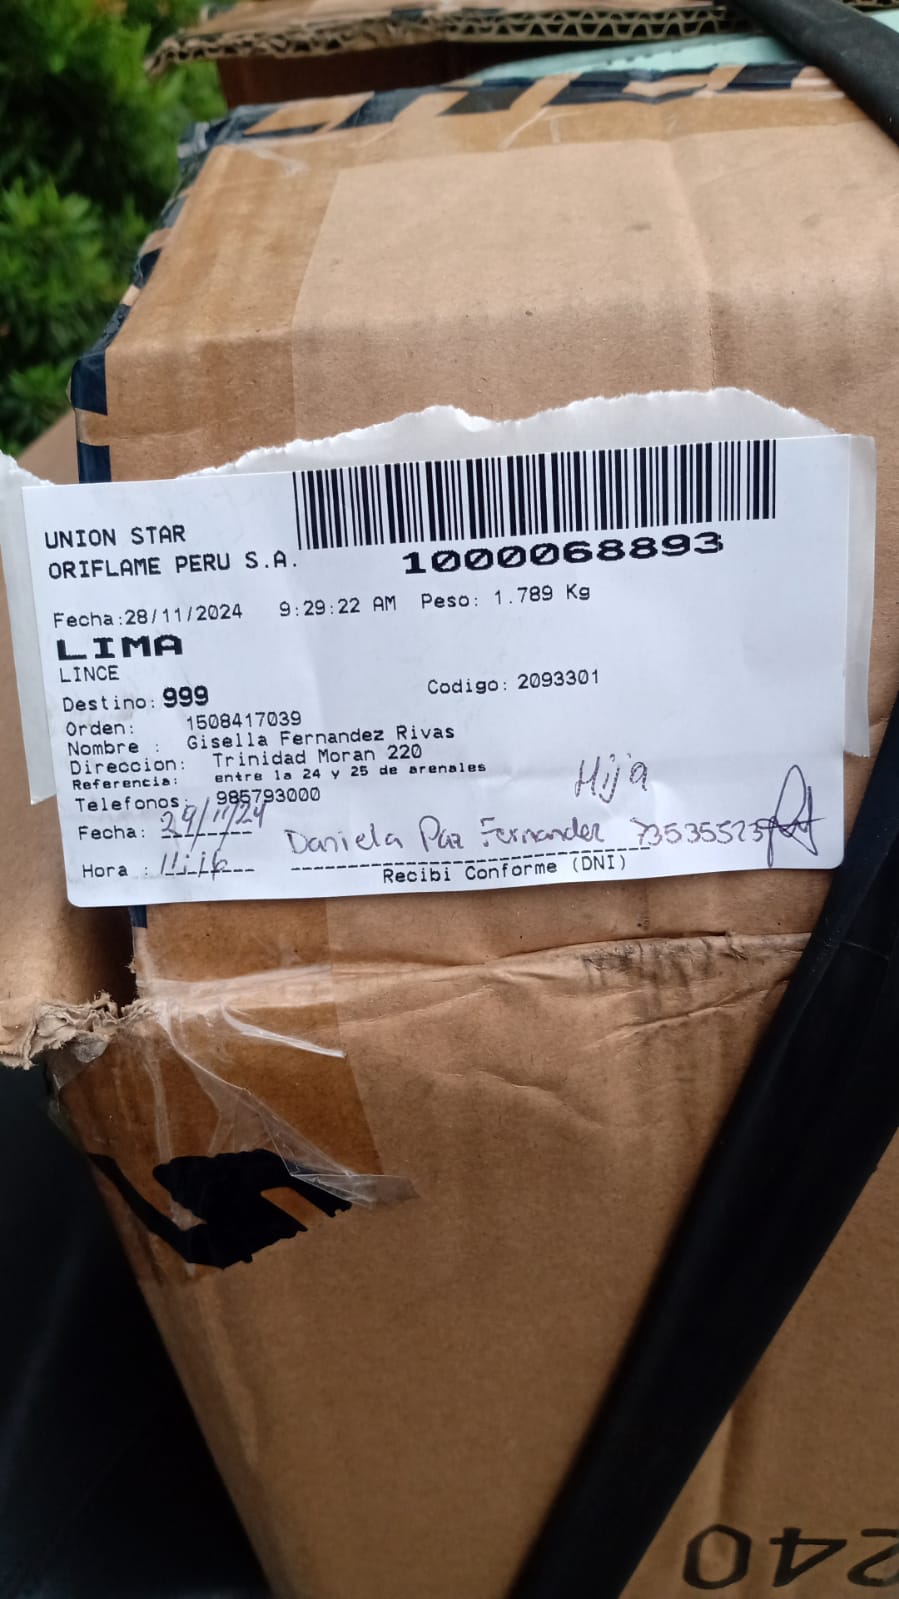 UNION STAR
ORIFLAME PERU S.A.
1000068893
Fecha:28/11/2024 9:29:22 AM Peso: 1.789 Kg
LIMA
LINCE
Destino: 999 Codigo: 2093301
Orden: 1508417039
Nombre : Gisella Fernandez Rivas
Direccion: Trinidad Moran 220
Referencia: entre la 24 y 25 de arenales
Telefonos: 985793000
Hija
Fecha: 29/11/24
Daniela Paz Fernandez 73535523
Hora : 11:16
Recibi Conforme (DNI)
240